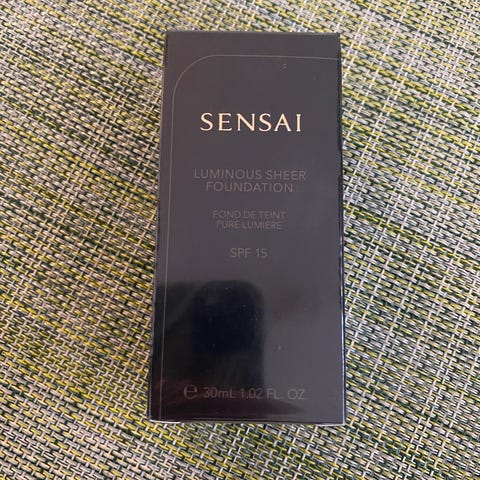 SENSAI
LUMINOUS SHEER
FOUNDATION
FOND DE TEINT
PURE LUMIERE
SPF 15
℮ 30mL 1.02 FL. OZ